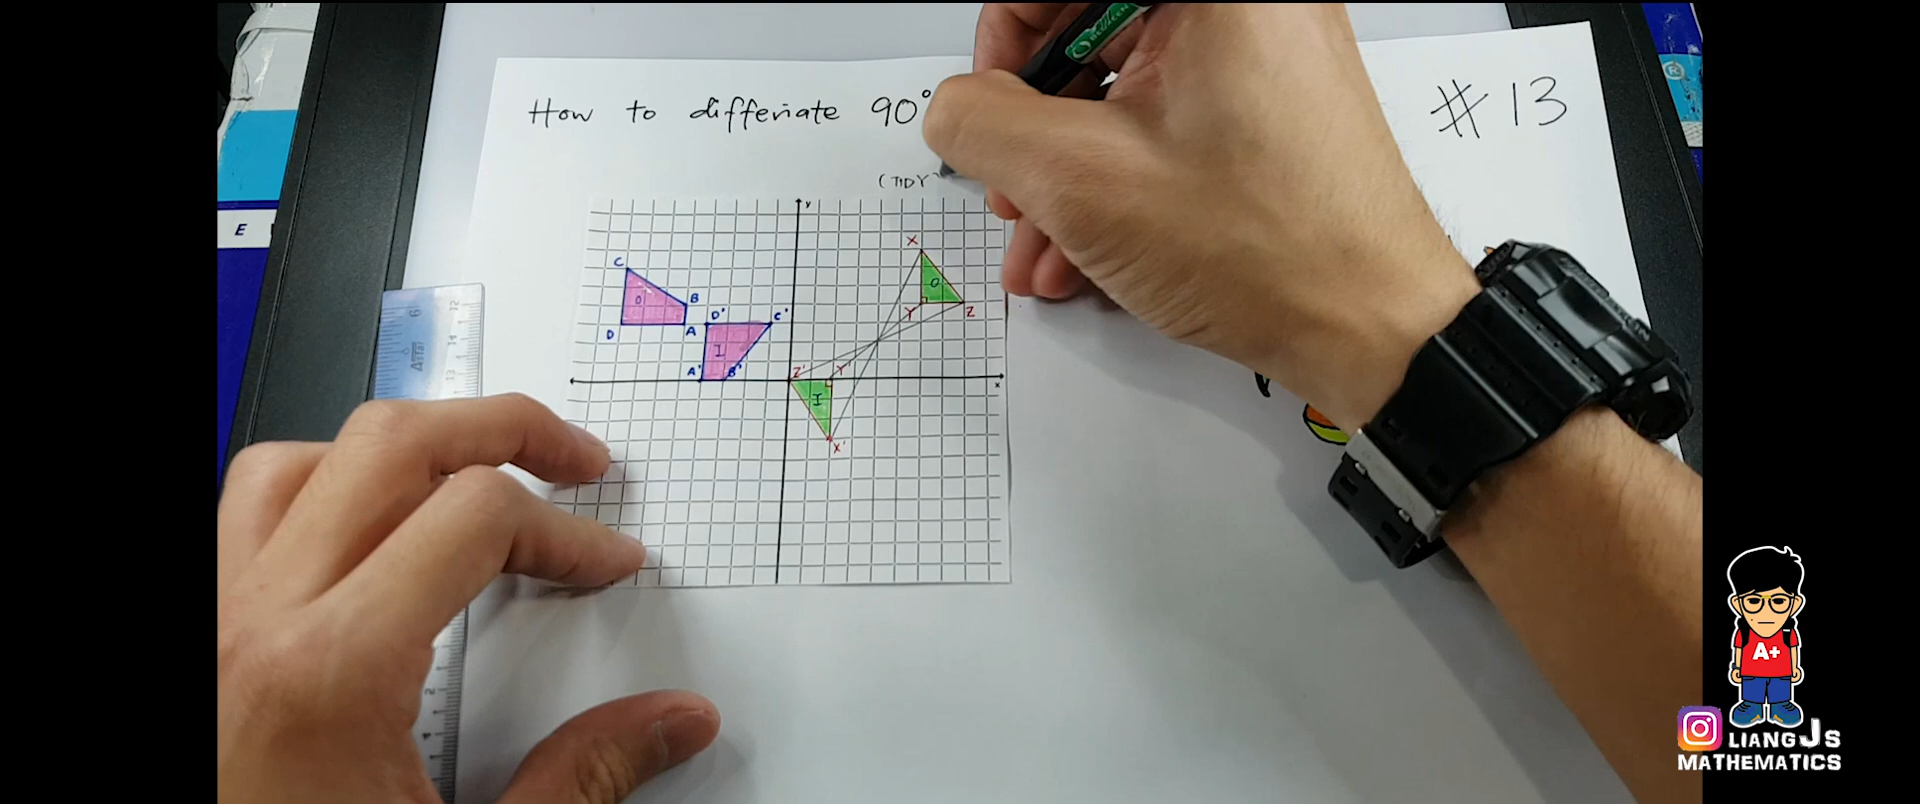 How to differiate 90°
# 13
(TIDY
y
X
C
O
O
B
Z
Y
D
A
D'
C'
I
A'
B'
Z'
Y'
x
I
X'
E
A+
LIANGJS
MATHEMATICS